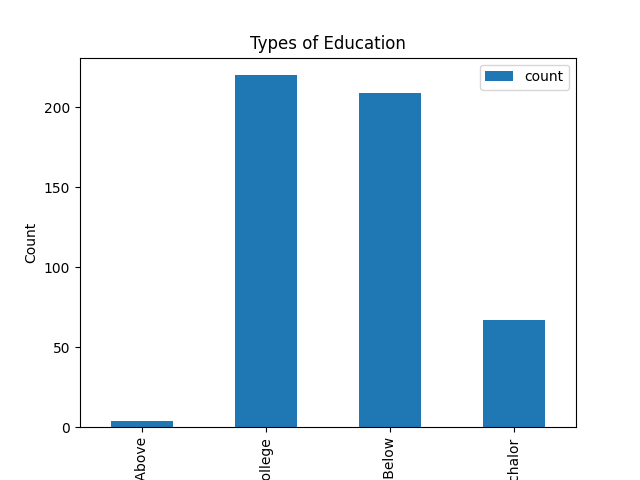 Types of Education
count
200
150
100
50
0
Count
Above
ollege
Below
chalor